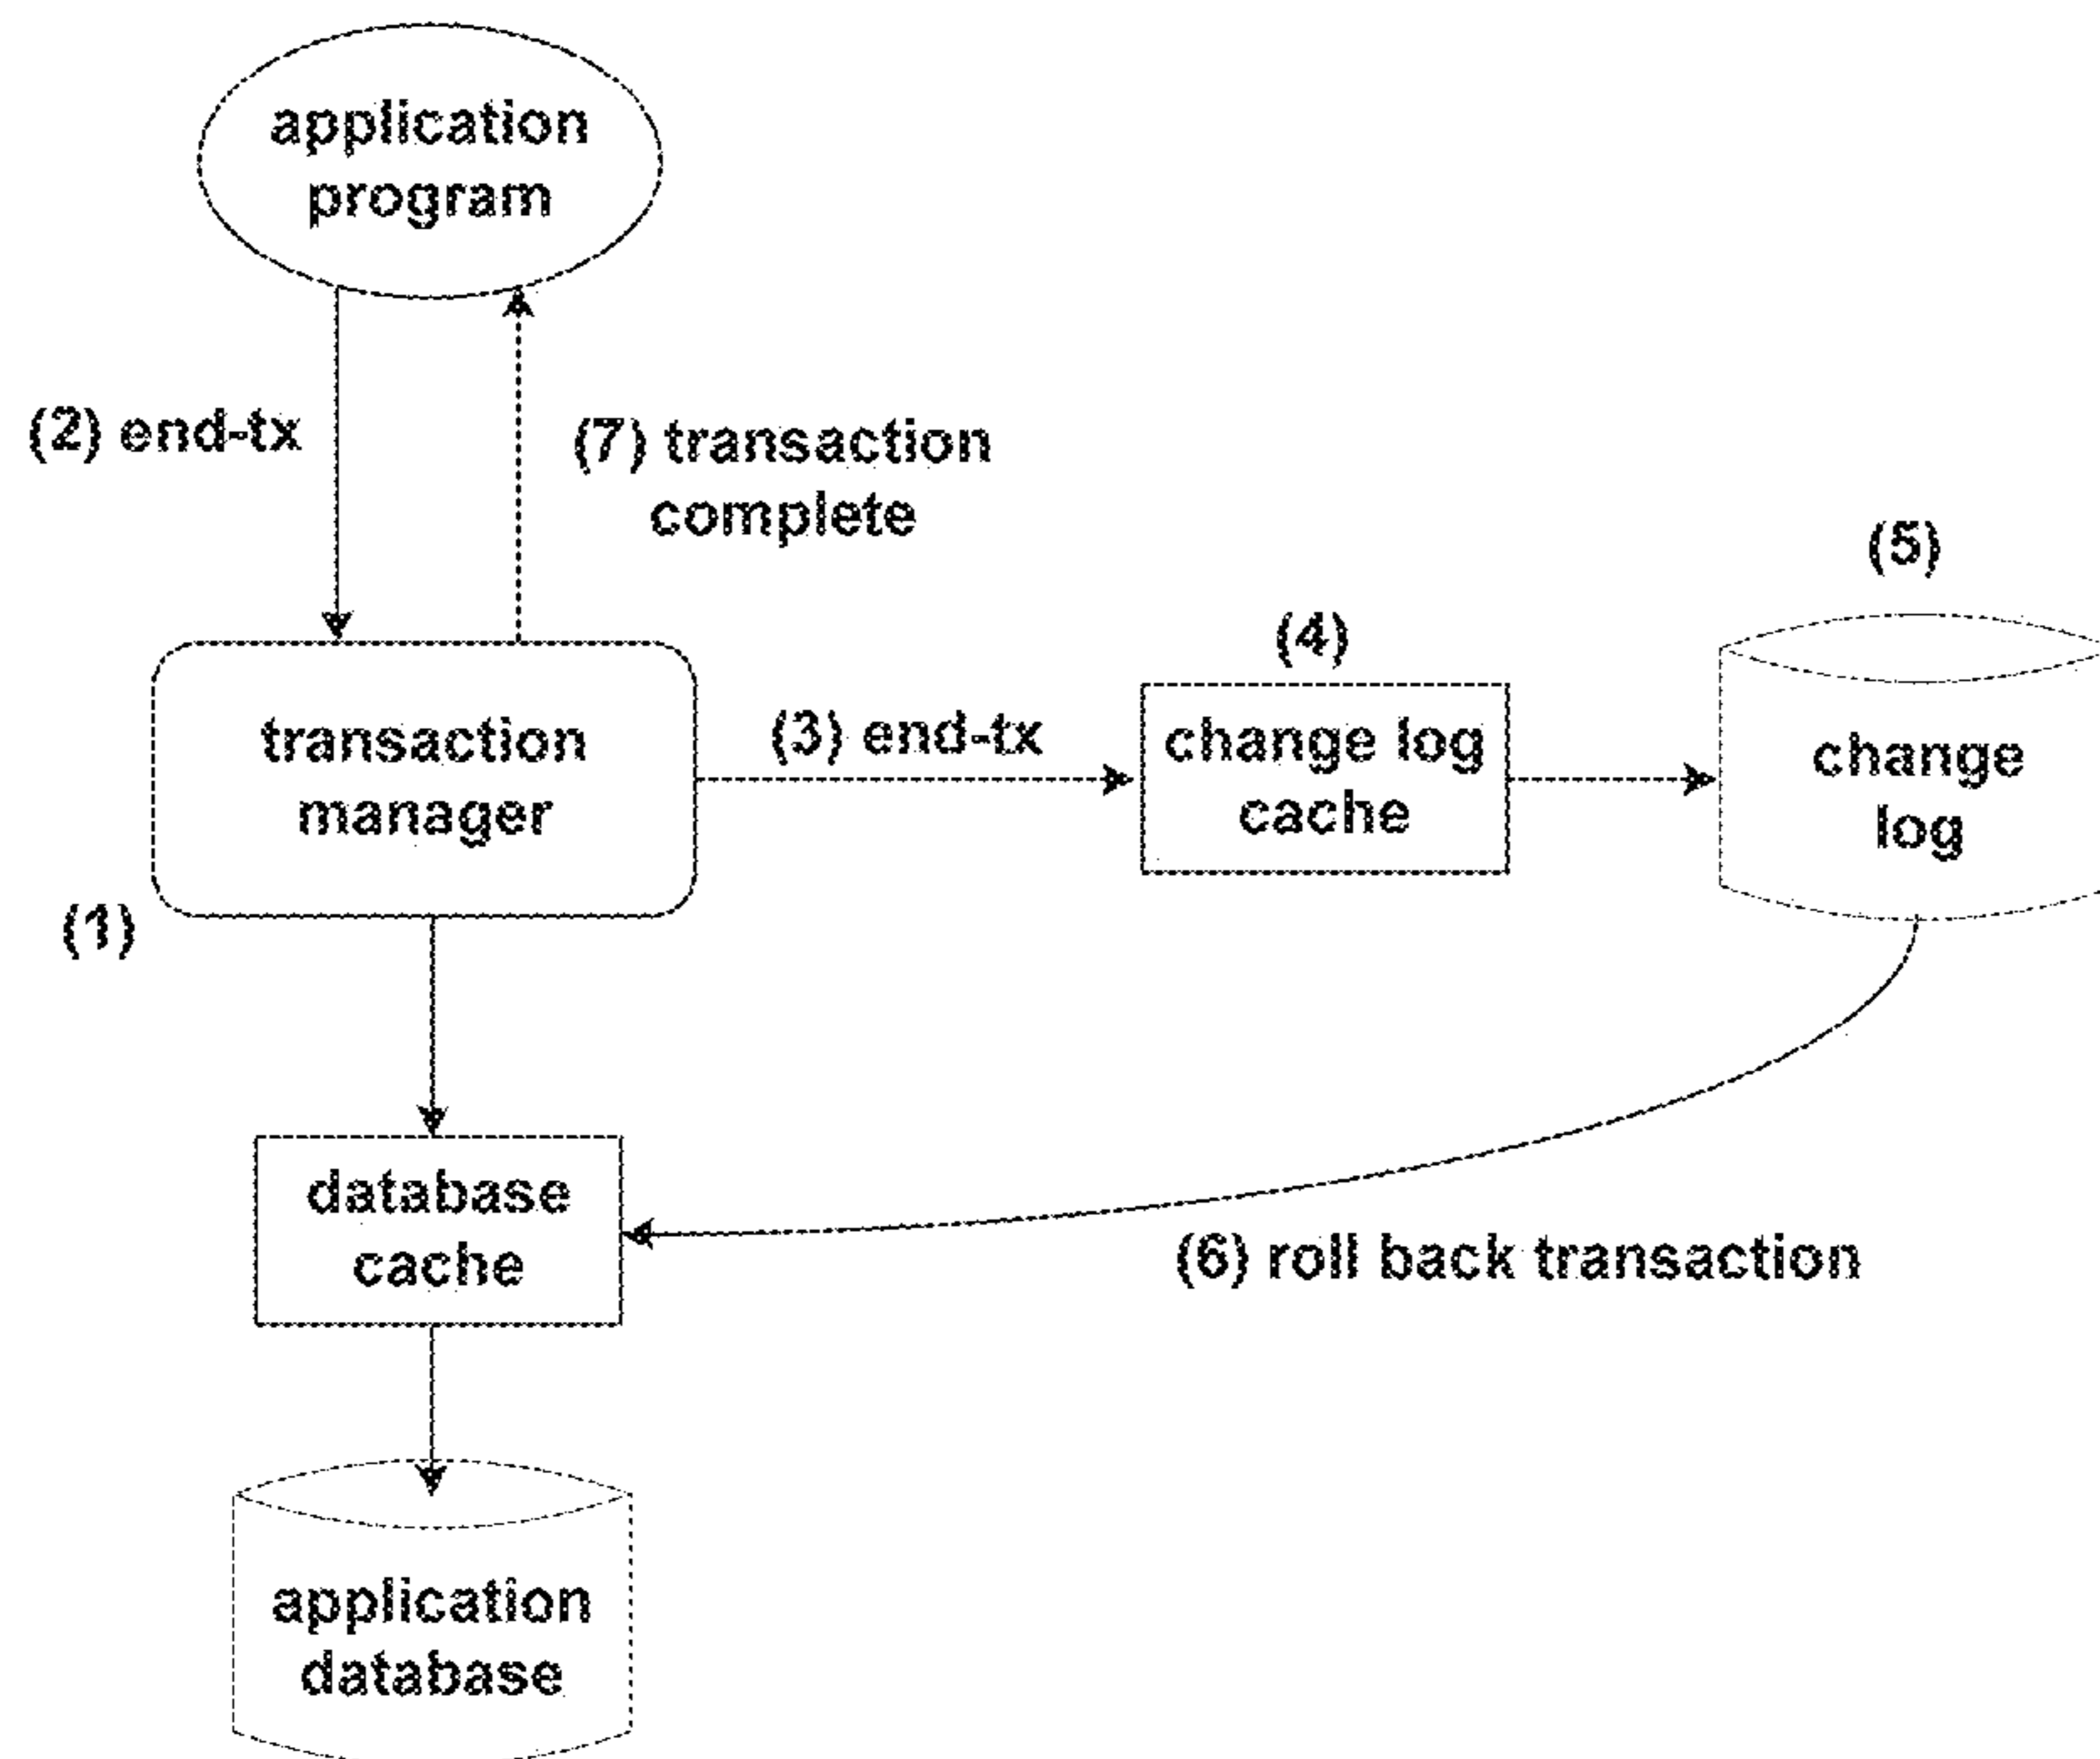 application
program
(2) end-tx
(7) transaction
complete
(5)
(4)
transaction
manager
(3) end-tx
change log
cache
change
log
(1)
database
cache
(6) roll back transaction
application
database